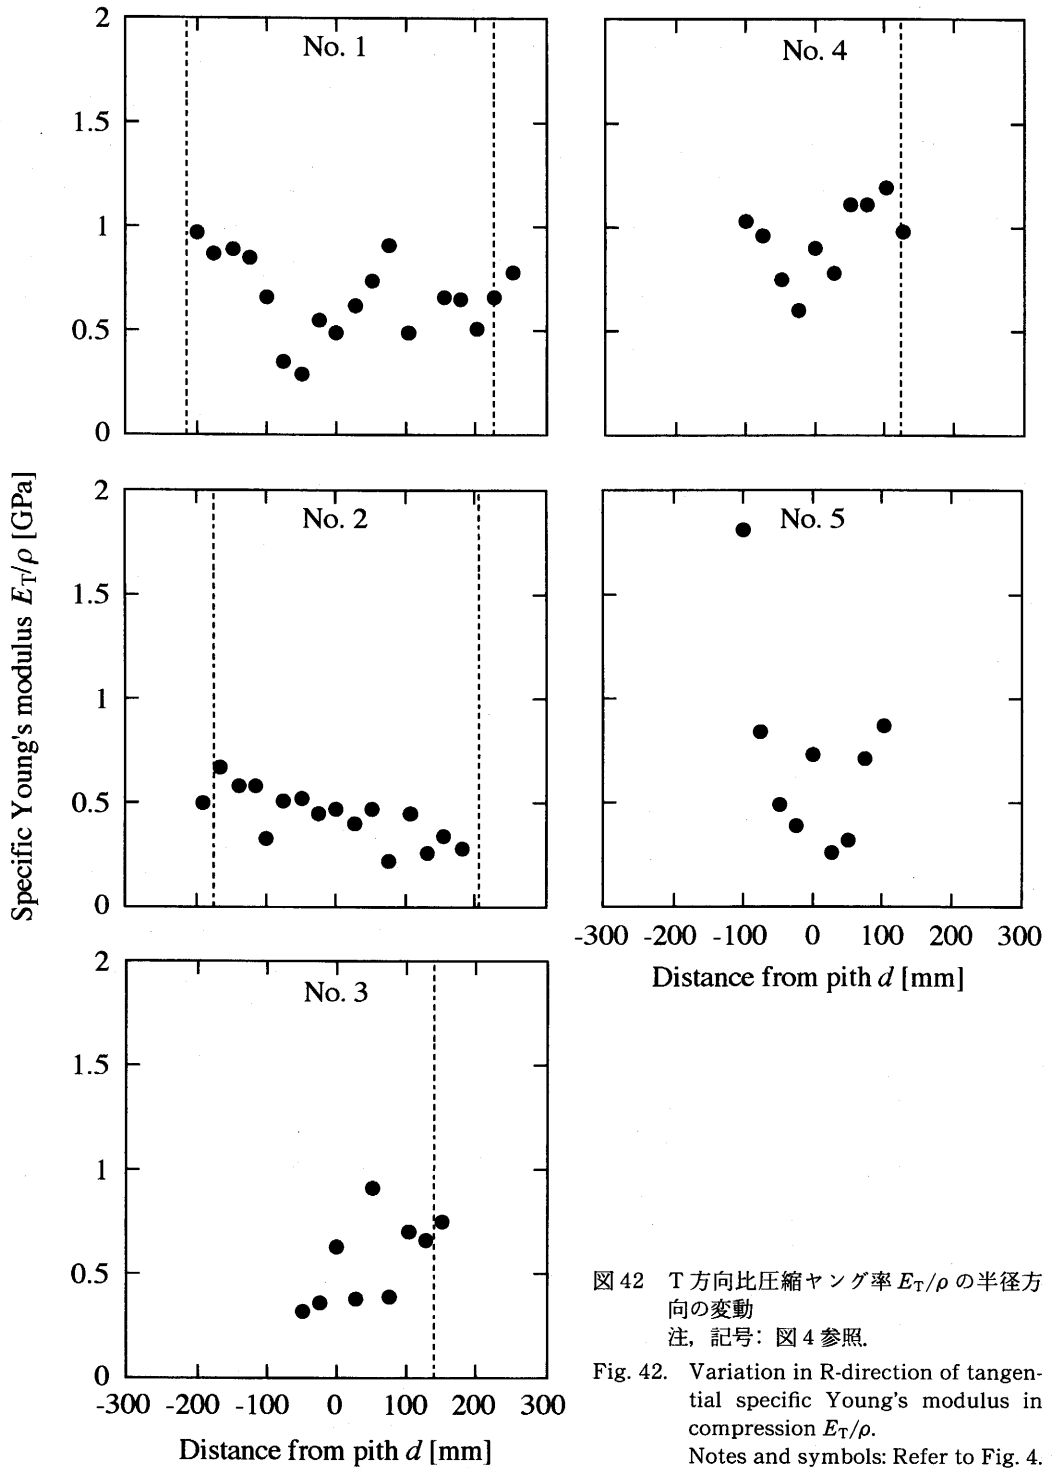 2
No. 1
No. 4
1.5
1
0.5
0
Specific Young's modulus E_T/ρ [GPa]
2
No. 2
No. 5
1.5
1
0.5
0
-300 -200 -100 0 100 200 300
Distance from pith d [mm]
2
No. 3
1.5
1
0.5
0
-300 -200 -100 0 100 200 300
Distance from pith d [mm]
図42 T方向比圧縮ヤング率 E_T/ρ の半径方
向の変動
注, 記号: 図4参照.
Fig. 42. Variation in R-direction of tangen-
tial specific Young's modulus in
compression E_T/ρ.
Notes and symbols: Refer to Fig. 4.